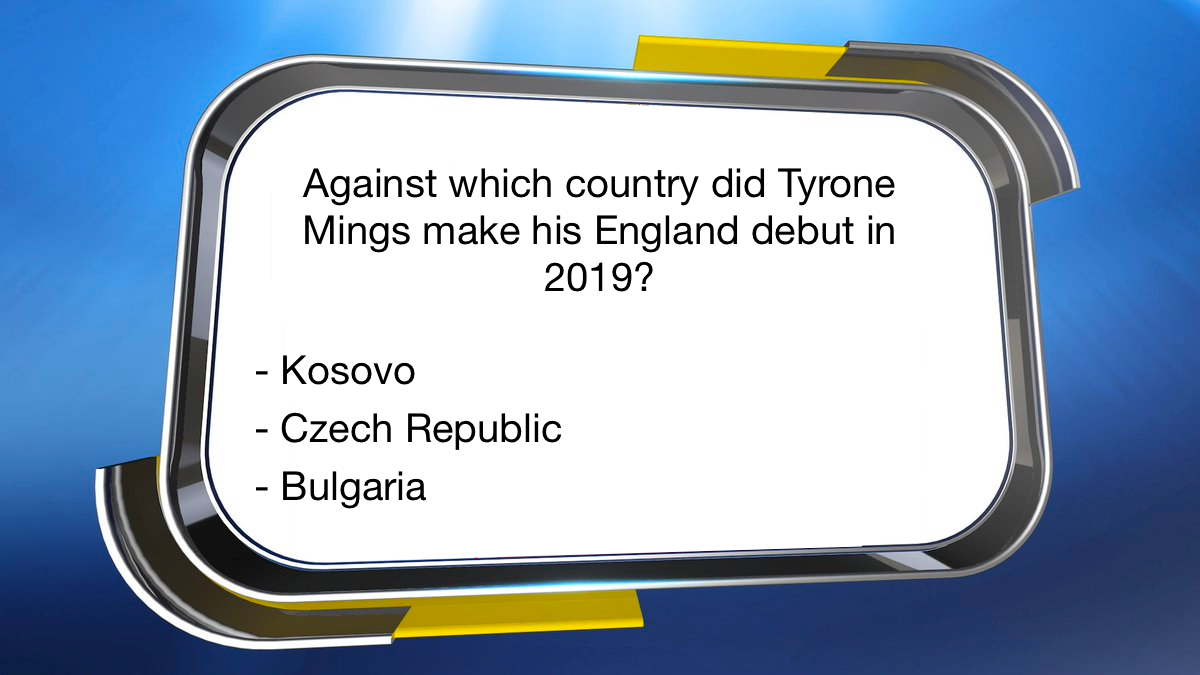 Against which country did Tyrone
Mings make his England debut in
2019?
- Kosovo
- Czech Republic
- Bulgaria